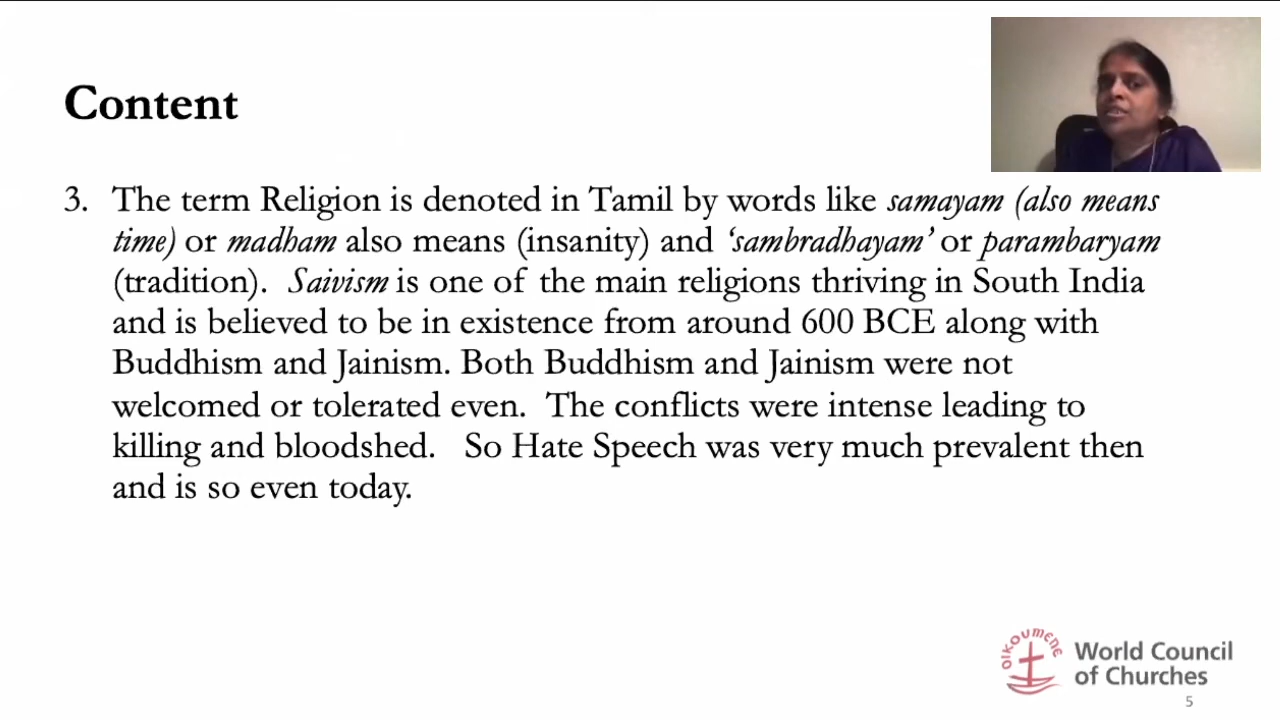 Content
3. The term Religion is denoted in Tamil by words like samayam (also means
time) or madham also means (insanity) and ‘sambradhayam’ or parambaryam
(tradition).  Saivism is one of the main religions thriving in South India
and is believed to be in existence from around 600 BCE along with
Buddhism and Jainism. Both Buddhism and Jainism were not
welcomed or tolerated even.  The conflicts were intense leading to
killing and bloodshed.   So Hate Speech was very much prevalent then
and is so even today.
OIKOUMENE
World Council
of Churches
5